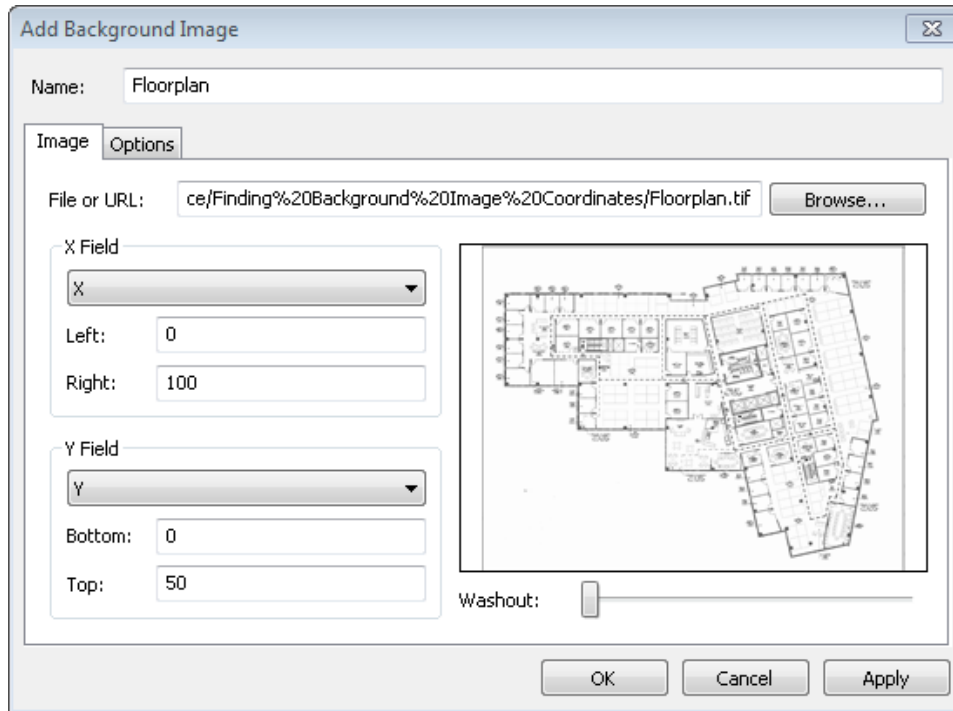 Add Background Image
Name: Floorplan
Image Options
File or URL: ce/Finding%20Background%20Image%20Coordinates/Floorplan.tif Browse...
X Field
X
Left: 0
Right: 100
Y Field
Y
Bottom: 0
Top: 50
Washout:
OK Cancel Apply